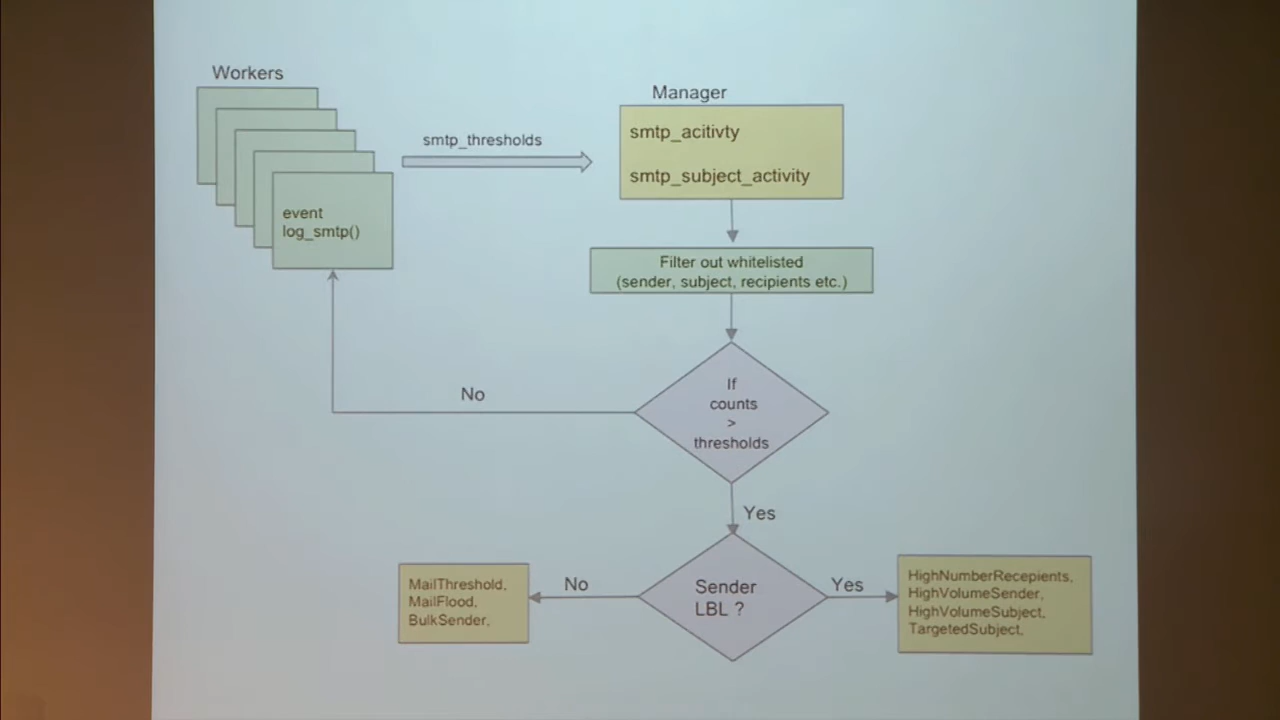 Workers
event
log_smtp()
smtp_thresholds
Manager
smtp_acitivty
smtp_subject_activity
Filter out whitelisted
(sender, subject, recipients etc.)
If
counts
>
thresholds
No
Yes
Sender
LBL ?
No
MailThreshold,
MailFlood,
BulkSender,
Yes
HighNumberRecepients,
HighVolumeSender,
HighVolumeSubject,
TargetedSubject,